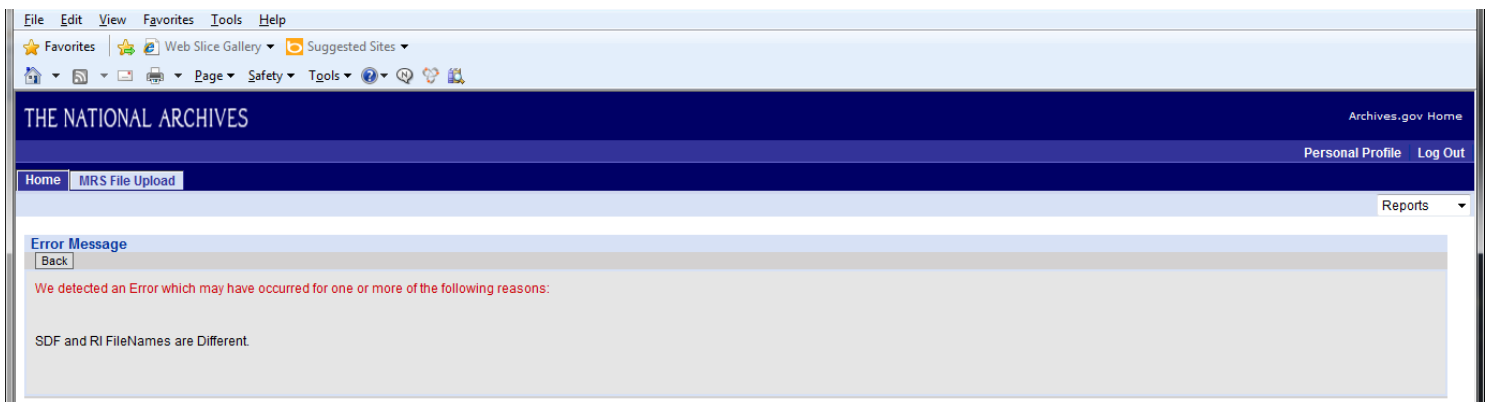 File Edit View Favorites Tools Help
Favorites Web Slice Gallery Suggested Sites
Page Safety Tools
THE NATIONAL ARCHIVES
Archives.gov Home
Personal Profile Log Out
Home MRS File Upload
Reports
Error Message
Back
We detected an Error which may have occurred for one or more of the following reasons:
SDF and RI FileNames are Different.